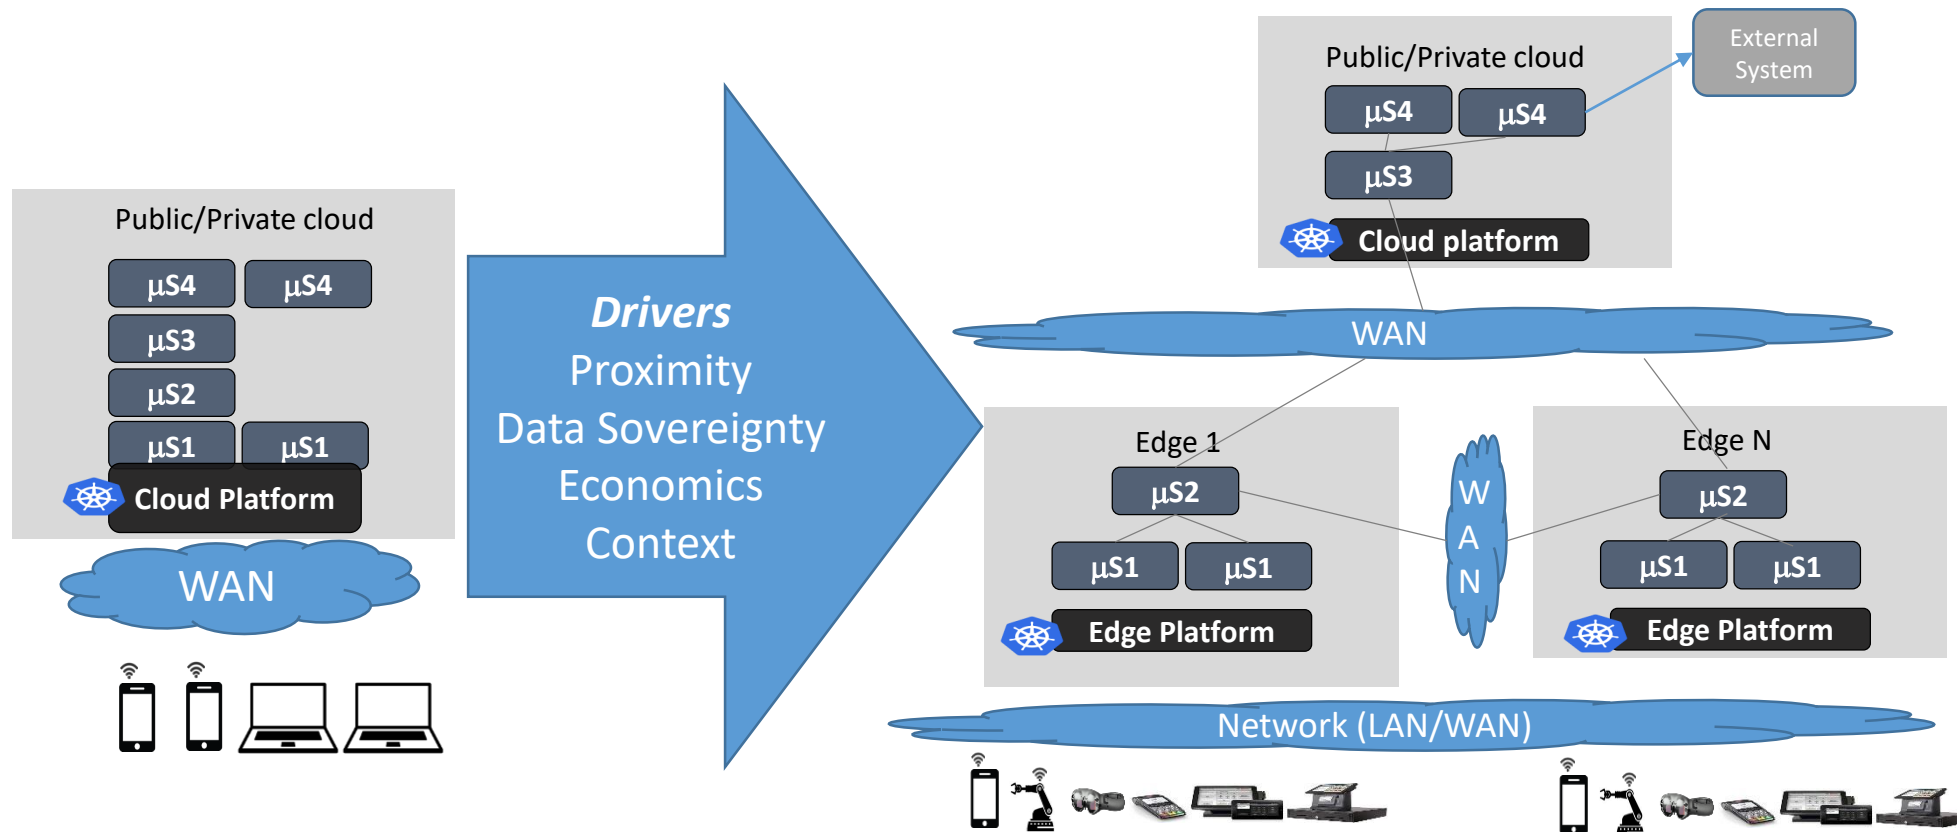 Public/Private cloud
μS4 μS4
μS3
μS2
μS1 μS1
Cloud Platform
WAN
Drivers
Proximity
Data Sovereignty
Economics
Context
Public/Private cloud
External
System
μS4 μS4
μS3
Cloud platform
WAN
Edge 1
μS2
μS1 μS1
Edge Platform
W
A
N
Edge N
μS2
μS1 μS1
Edge Platform
Network (LAN/WAN)